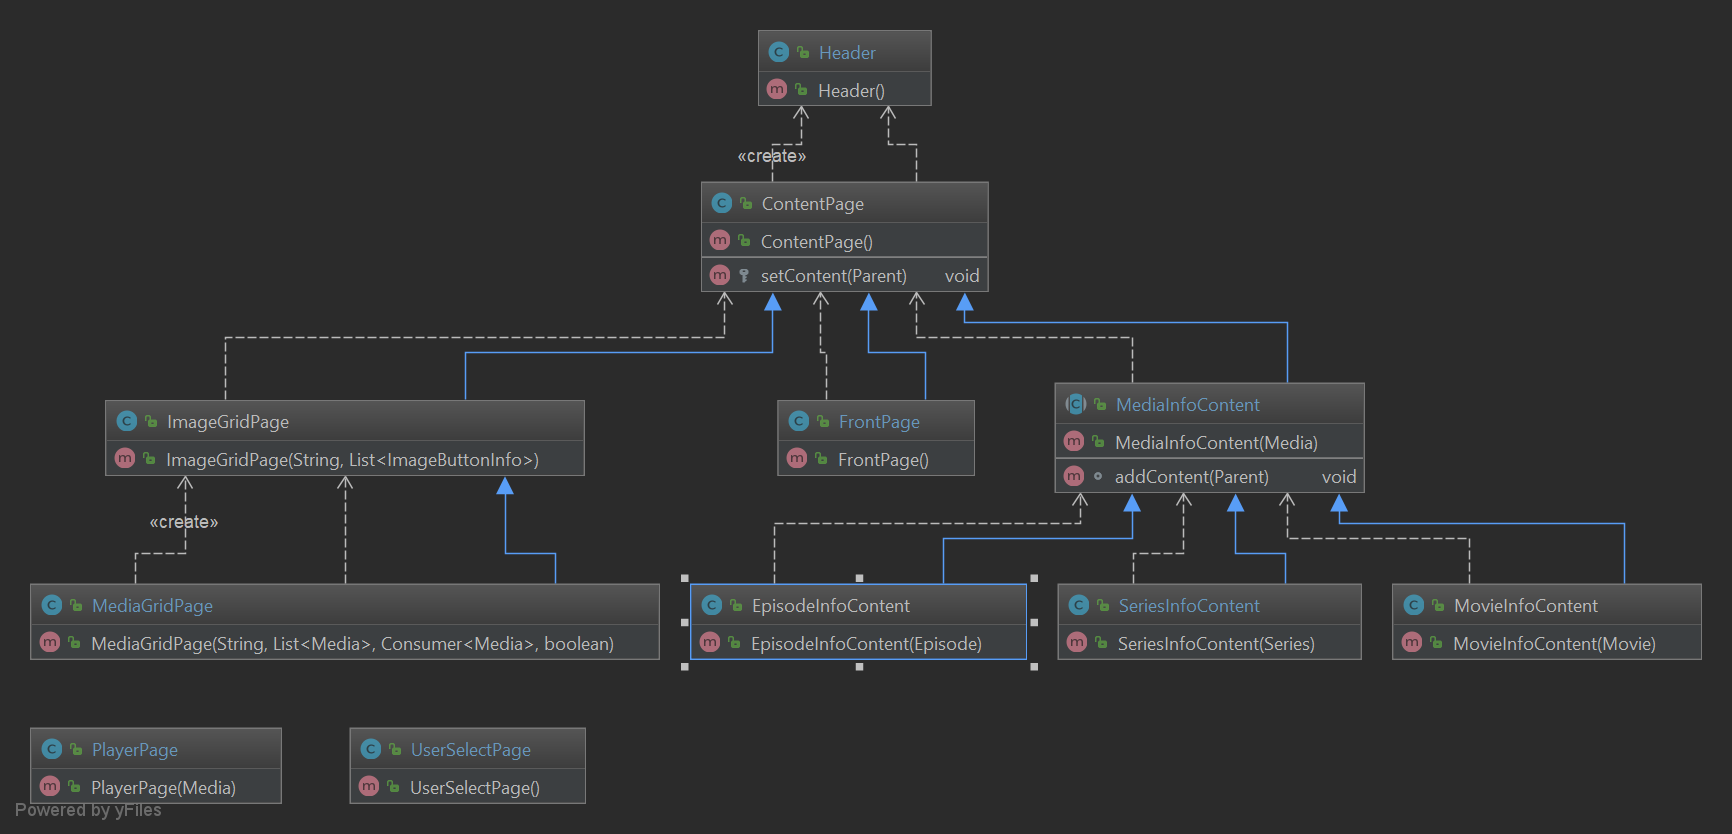 Header
Header()
«create»
ContentPage
ContentPage()
setContent(Parent) void
ImageGridPage
ImageGridPage(String, List<ImageButtonInfo>)
FrontPage
FrontPage()
MediaInfoContent
MediaInfoContent(Media)
addContent(Parent) void
«create»
MediaGridPage
MediaGridPage(String, List<Media>, Consumer<Media>, boolean)
EpisodeInfoContent
EpisodeInfoContent(Episode)
SeriesInfoContent
SeriesInfoContent(Series)
MovieInfoContent
MovieInfoContent(Movie)
PlayerPage
PlayerPage(Media)
UserSelectPage
UserSelectPage()
Powered by yFiles